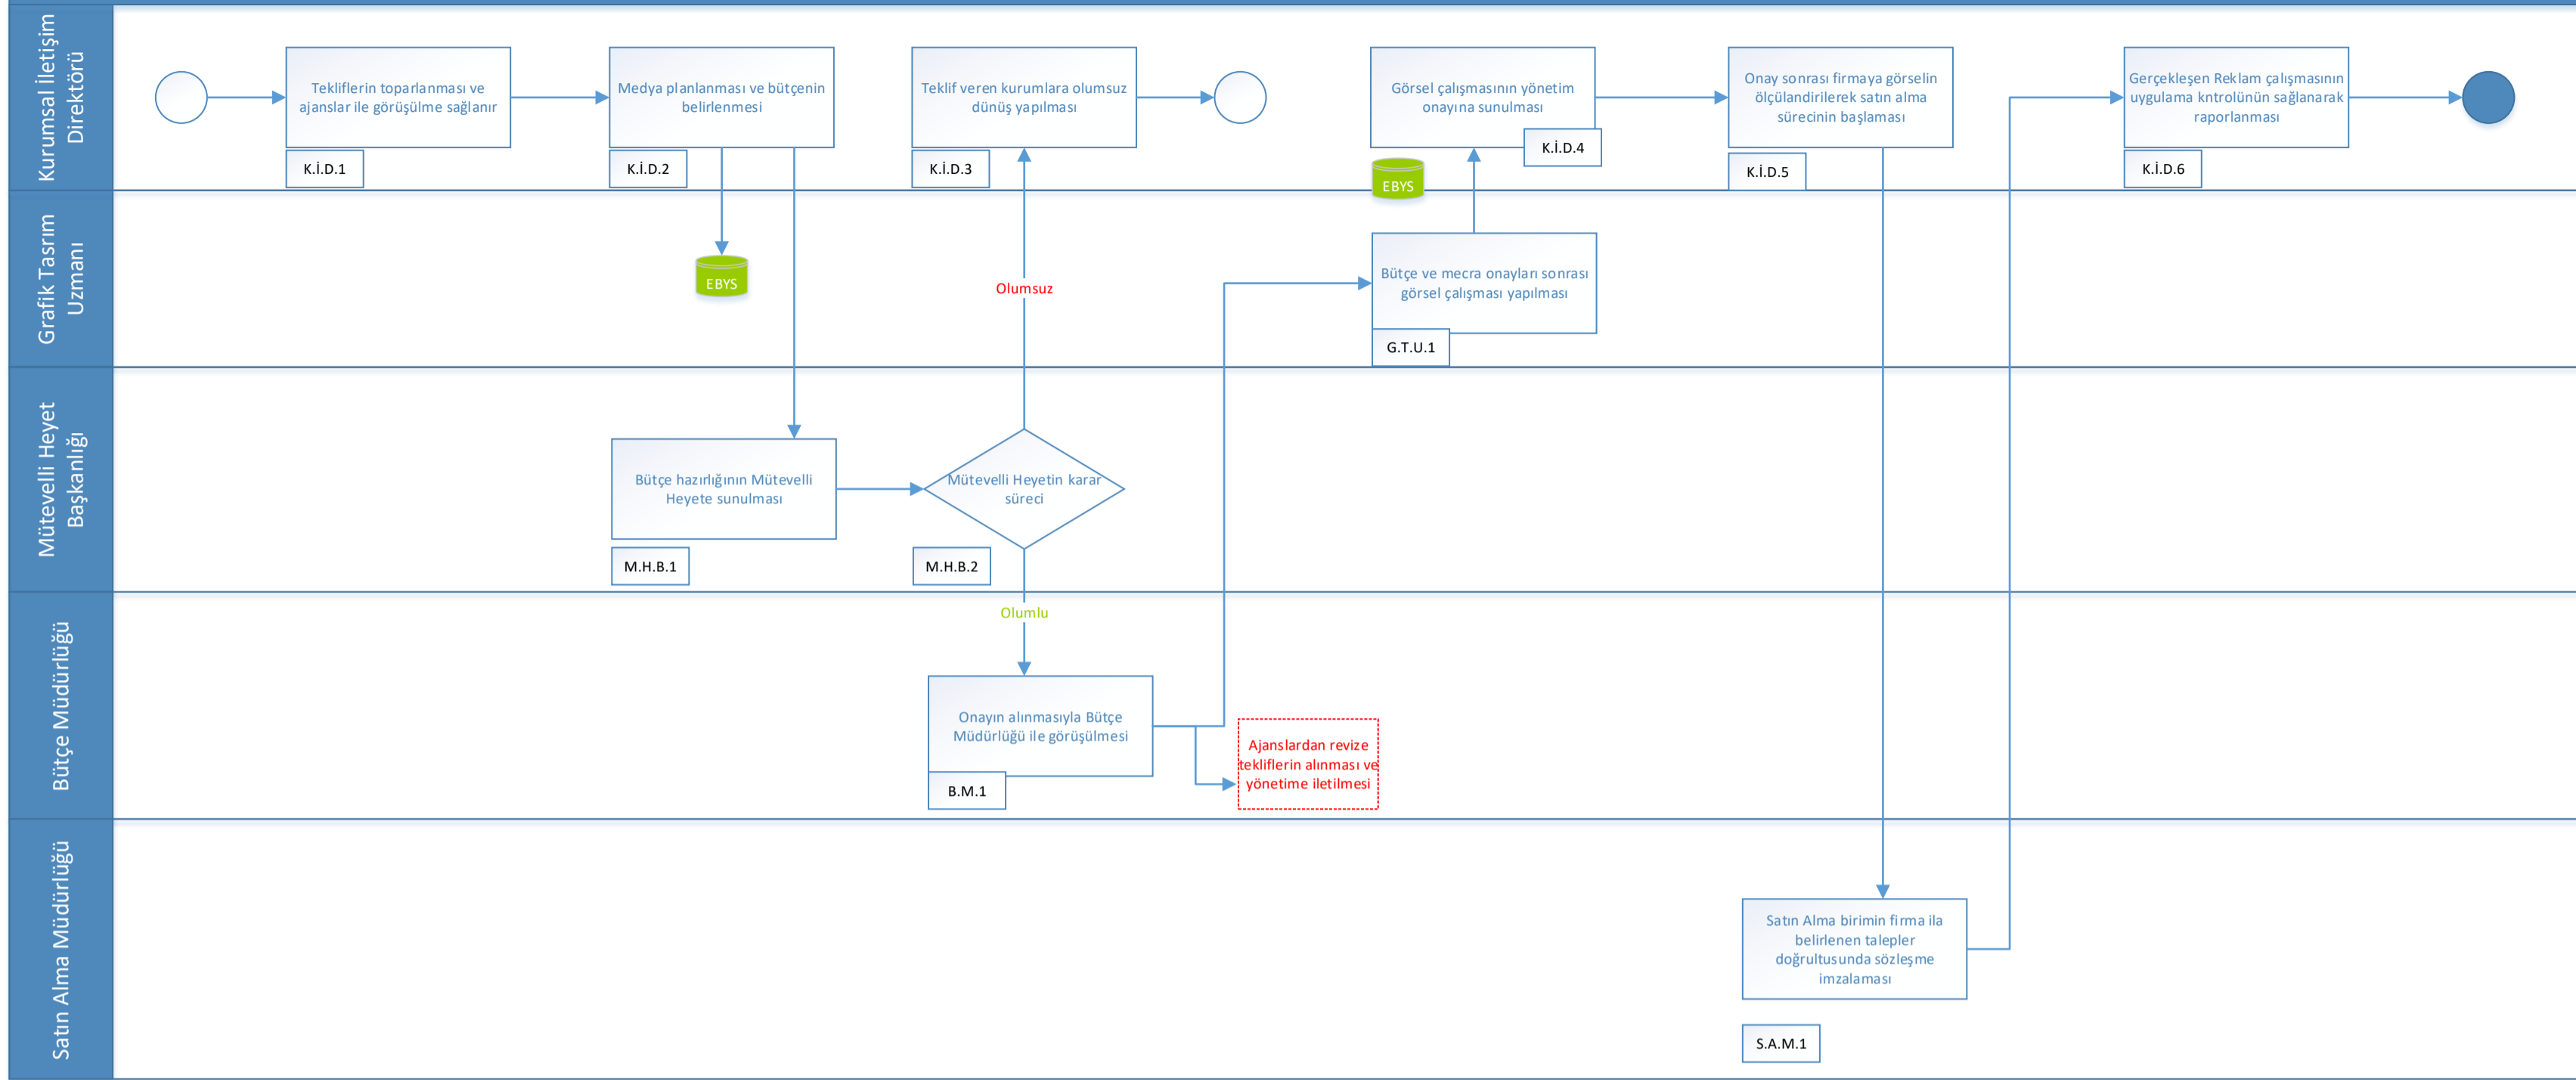 Kurumsal İletişim
Direktörü
Tekliflerin toparlanması ve
ajanslar ile görüşülme sağlanır
K.İ.D.1
Medya planlanması ve bütçenin
belirlenmesi
K.İ.D.2
Teklif veren kurumlara olumsuz
dönüş yapılması
K.İ.D.3
Görsel çalışmasının yönetim
onayına sunulması
K.İ.D.4
EBYS
Onay sonrası firmaya görselin
ölçülandirilerek satın alma
sürecinin başlaması
K.İ.D.5
Gerçekleşen Reklam çalışmasının
uygulama kntrolünün sağlanarak
raporlanması
K.İ.D.6
Grafik Tasrım
Uzmanı
EBYS
Olumsuz
Bütçe ve mecra onayları sonrası
görsel çalışması yapılması
G.T.U.1
Mütevelli Heyet
Başkanlığı
Bütçe hazırlığının Mütevelli
Heyete sunulması
M.H.B.1
Mütevelli Heyetin karar
süreci
M.H.B.2
Bütçe Müdürlüğü
Olumlu
Onayın alınmasıyla Bütçe
Müdürlüğü ile görüşülmesi
B.M.1
Ajanslardan revize
tekliflerin alınması ve
yönetime iletilmesi
Satın Alma Müdürlüğü
Satın Alma birimin firma ila
belirlenen talepler
doğrultusunda sözleşme
imzalaması
S.A.M.1